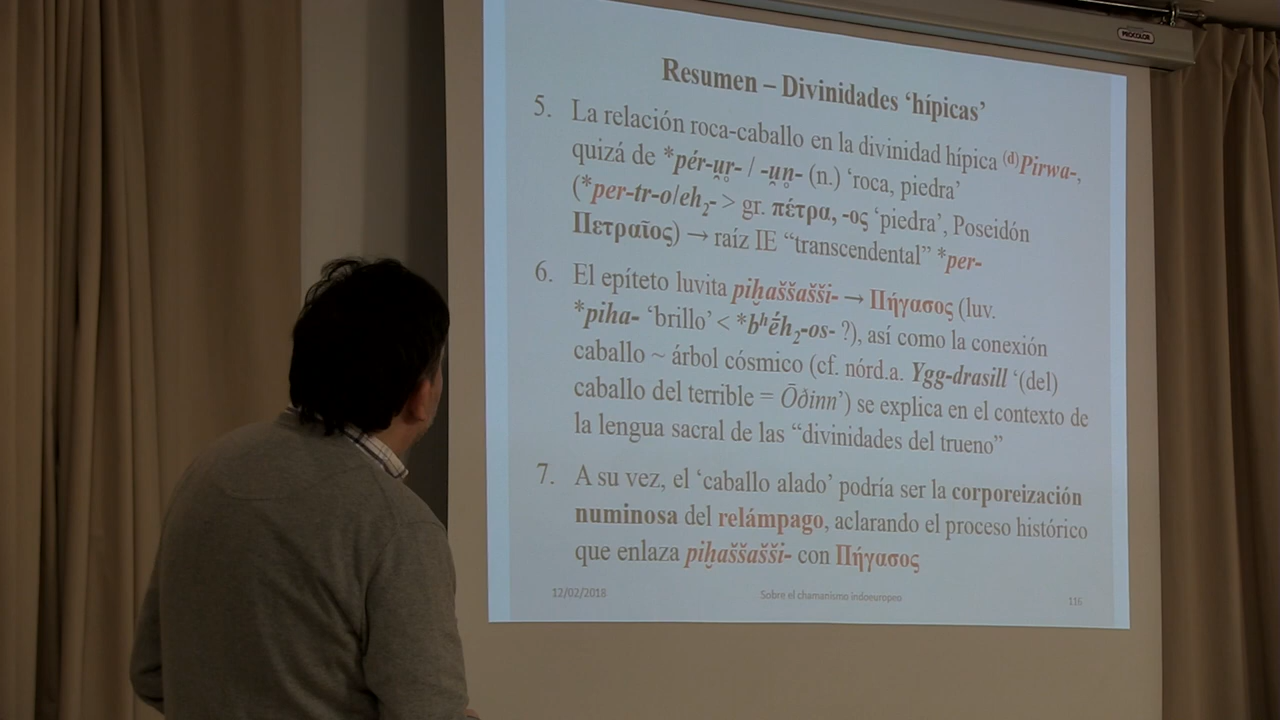 PROCOLOR
Resumen – Divinidades ‘hípicas’
5. La relación roca-caballo en la divinidad hípica ⁽ᵈ⁾Pirwa-,
quizá de *pér-u̯r̥- / -u̯n̥- (n.) ‘roca, piedra’
(*per-tr-o/eh₂- > gr. πέτρα, -ος ‘piedra’, Poseidón
Πετραῖος) → raíz IE “transcendental” *per-
6. El epíteto luvita piḫaššašši- → Πήγασος (luv.
*piha- ‘brillo’ < *bʰḗh₂-os- ?), así como la conexión
caballo ~ árbol cósmico (cf. nórd.a. Ygg-drasill ‘(del)
caballo del terrible = Ōðinn’) se explica en el contexto de
la lengua sacral de las “divinidades del trueno”
7. A su vez, el ‘caballo alado’ podría ser la corporeización
numinosa del relámpago, aclarando el proceso histórico
que enlaza piḫaššašši- con Πήγασος
12/02/2018 Sobre el chamanismo indoeuropeo 116